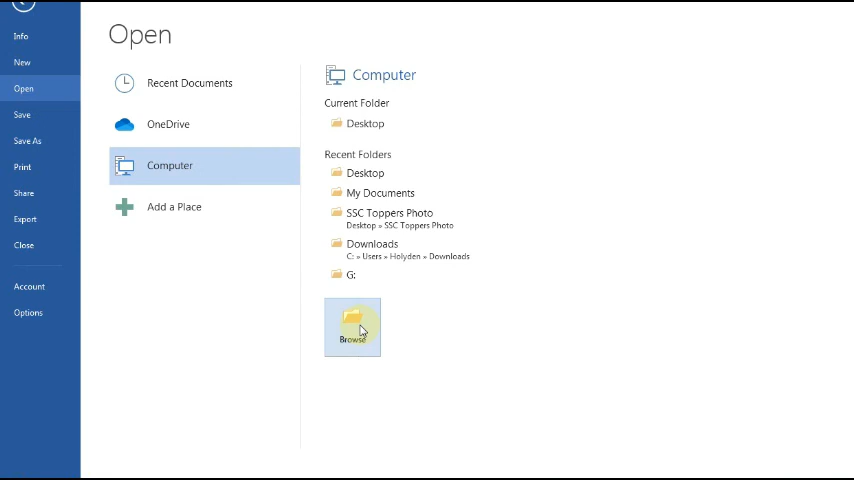 Open
Info
New
Open
Save
Save As
Print
Share
Export
Close
Account
Options
Recent Documents
OneDrive
Computer
Add a Place
Computer
Current Folder
Desktop
Recent Folders
Desktop
My Documents
SSC Toppers Photo
Desktop » SSC Toppers Photo
Downloads
C: » Users » Holyden » Downloads
G:
Browse